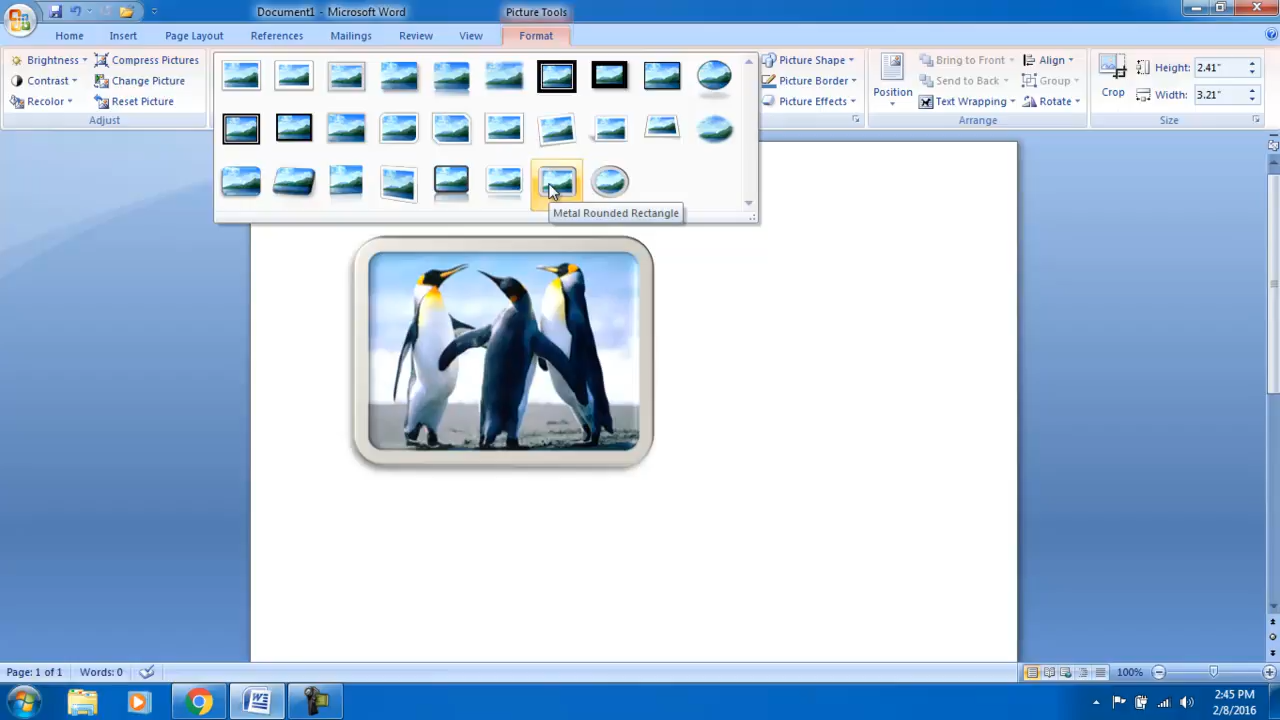 Document1 - Microsoft Word
Picture Tools
Home
Insert
Page Layout
References
Mailings
Review
View
Format
Brightness
Compress Pictures
Contrast
Change Picture
Recolor
Reset Picture
Adjust
Picture Shape
Picture Border
Picture Effects
Position
Bring to Front
Send to Back
Text Wrapping
Align
Group
Rotate
Arrange
Crop
Height: 2.41"
Width: 3.21"
Size
Metal Rounded Rectangle
Page: 1 of 1
Words: 0
100%
2:45 PM
2/8/2016